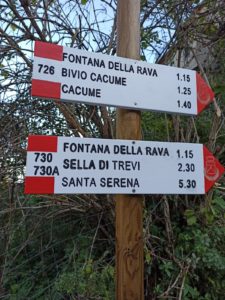 FONTANA DELLA RAVA 1.15
726 BIVIO CACUME 1.25
CACUME 1.40
730 FONTANA DELLA RAVA 1.15
730A SELLA DI TREVI 2.30
SANTA SERENA 5.30